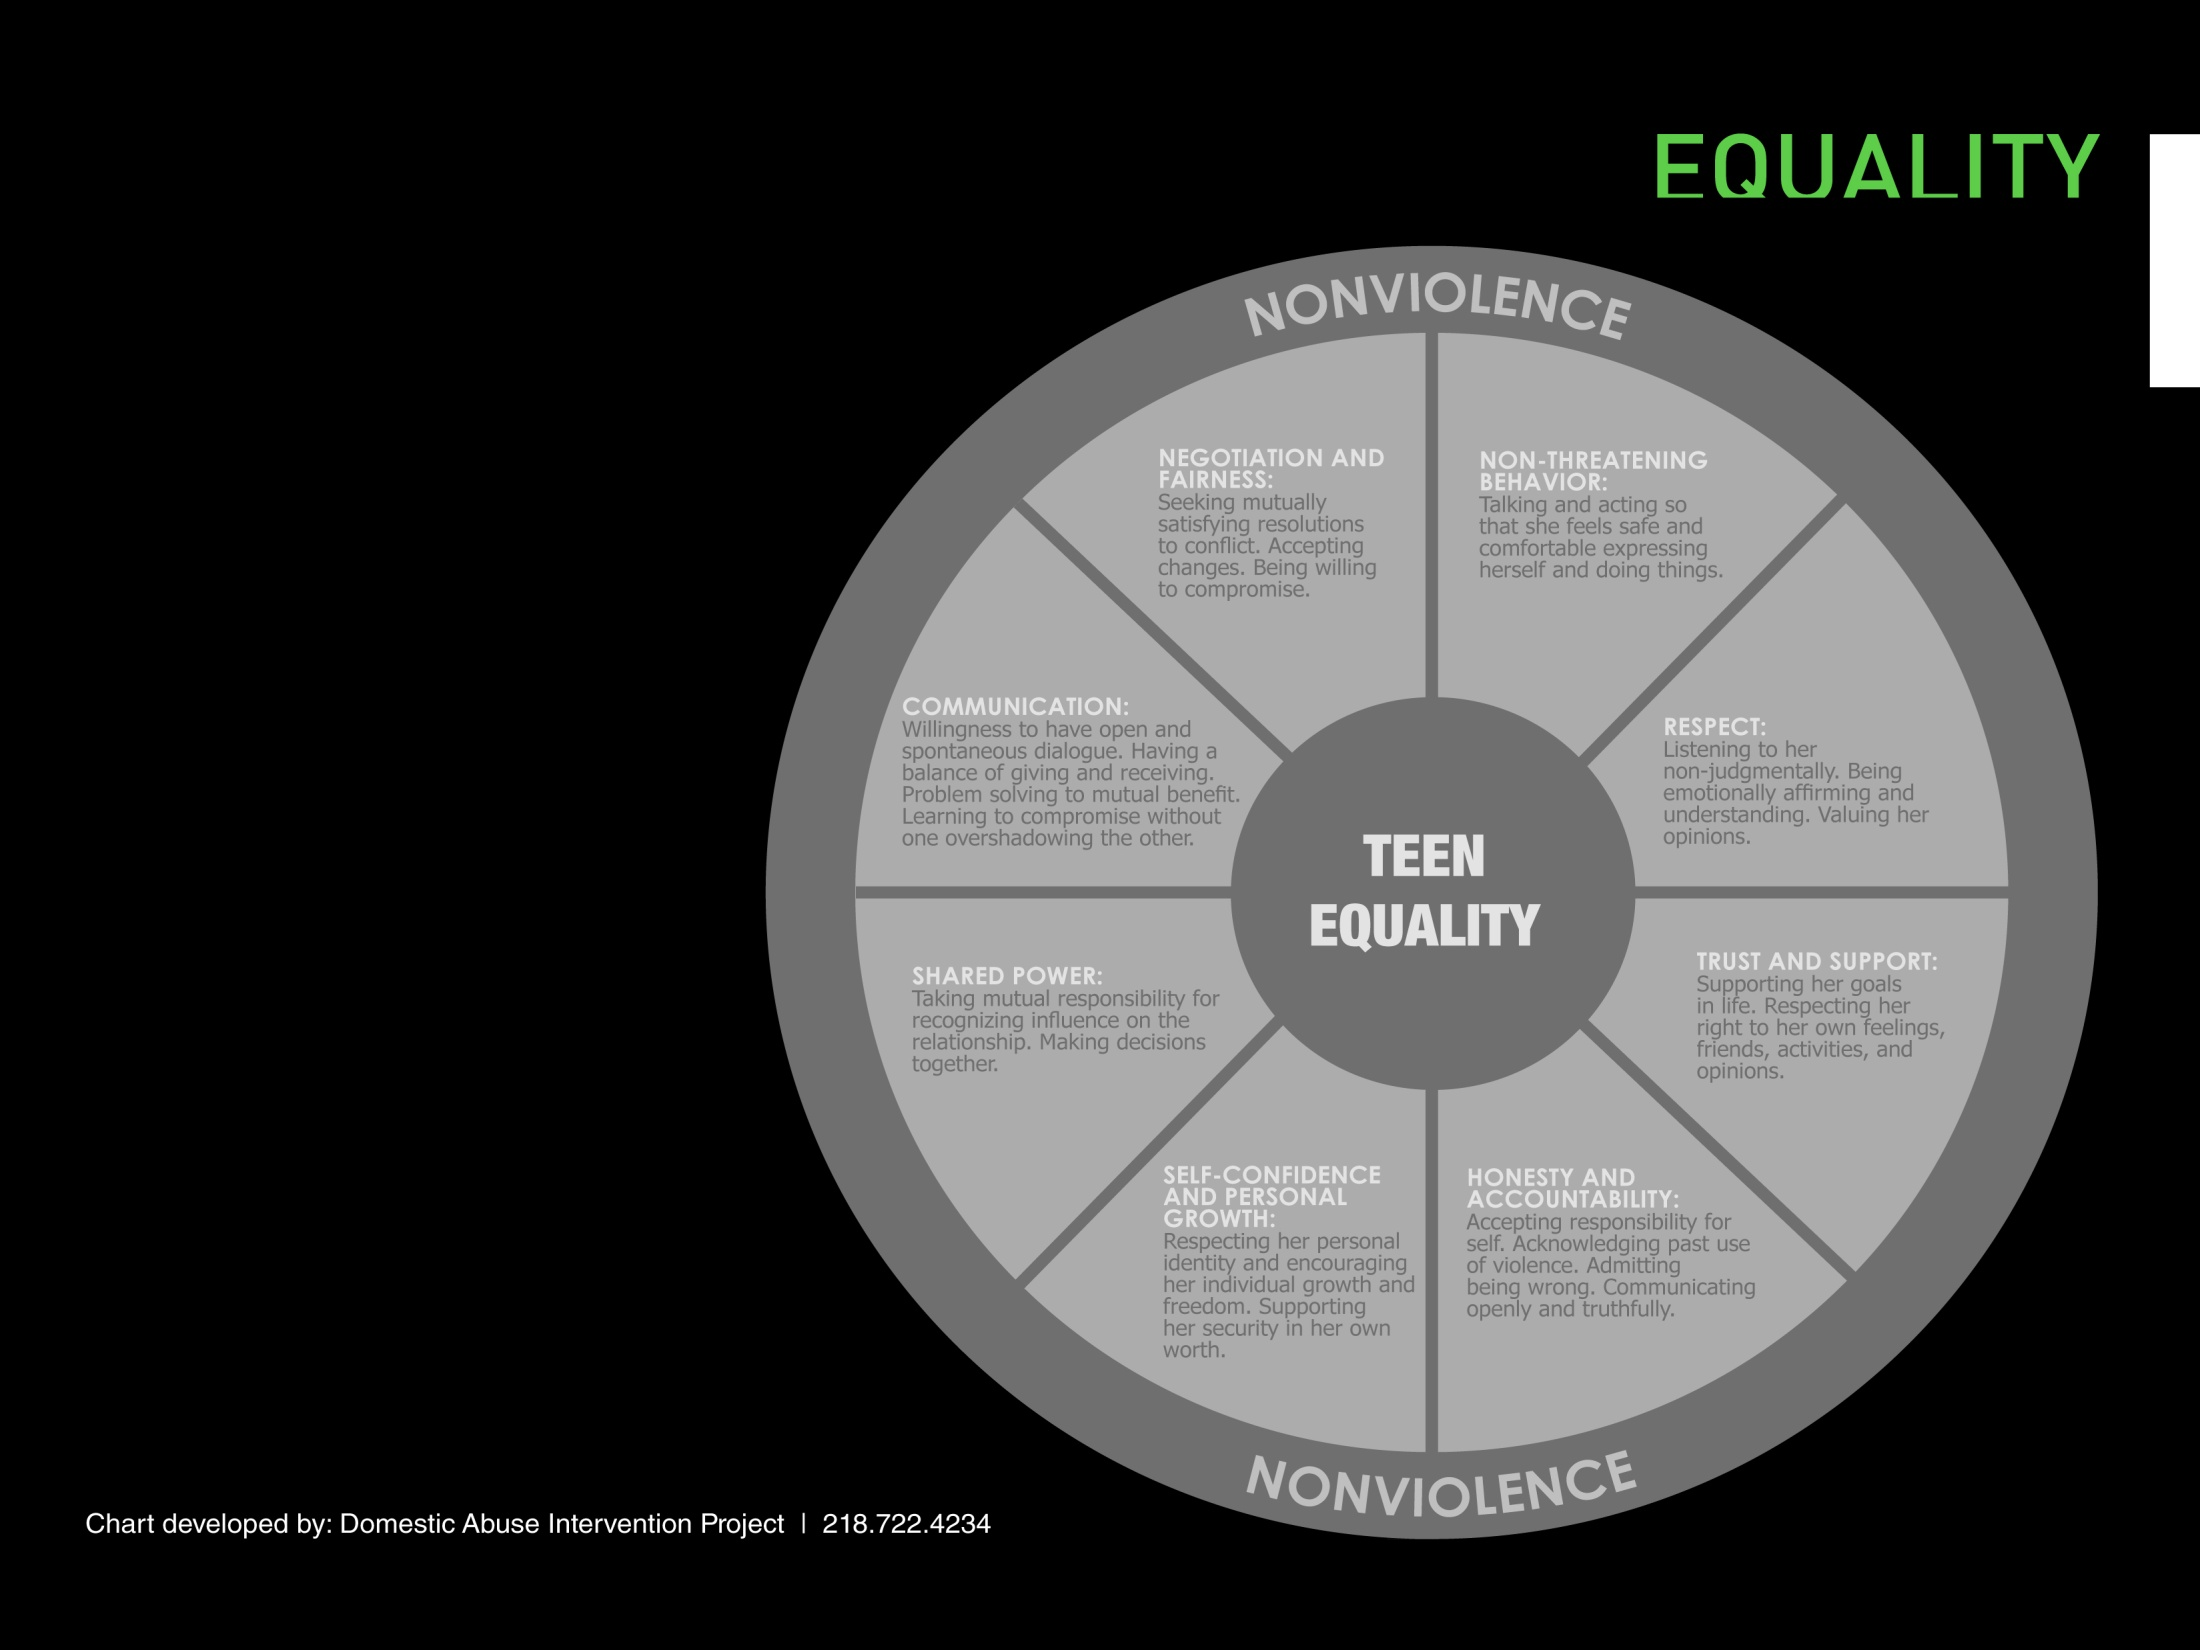 EQUALITY
NONVIOLENCE
NEGOTIATION AND
FAIRNESS:
Seeking mutually
satisfying resolutions
to conflict. Accepting
changes. Being willing
to compromise.
NON-THREATENING
BEHAVIOR:
Talking and acting so
that she feels safe and
comfortable expressing
herself and doing things.
COMMUNICATION:
Willingness to have open and
spontaneous dialogue. Having a
balance of giving and receiving.
Problem solving to mutual benefit.
Learning to compromise without
one overshadowing the other.
RESPECT:
Listening to her
non-judgmentally. Being
emotionally affirming and
understanding. Valuing her
opinions.
TEEN
EQUALITY
SHARED POWER:
Taking mutual responsibility for
recognizing influence on the
relationship. Making decisions
together.
TRUST AND SUPPORT:
Supporting her goals
in life. Respecting her
right to her own feelings,
friends, activities, and
opinions.
SELF-CONFIDENCE
AND PERSONAL
GROWTH:
Respecting her personal
identity and encouraging
her individual growth and
freedom. Supporting
her security in her own
worth.
HONESTY AND
ACCOUNTABILITY:
Accepting responsibility for
self. Acknowledging past use
of violence. Admitting
being wrong. Communicating
openly and truthfully.
NONVIOLENCE
Chart developed by: Domestic Abuse Intervention Project | 218.722.4234